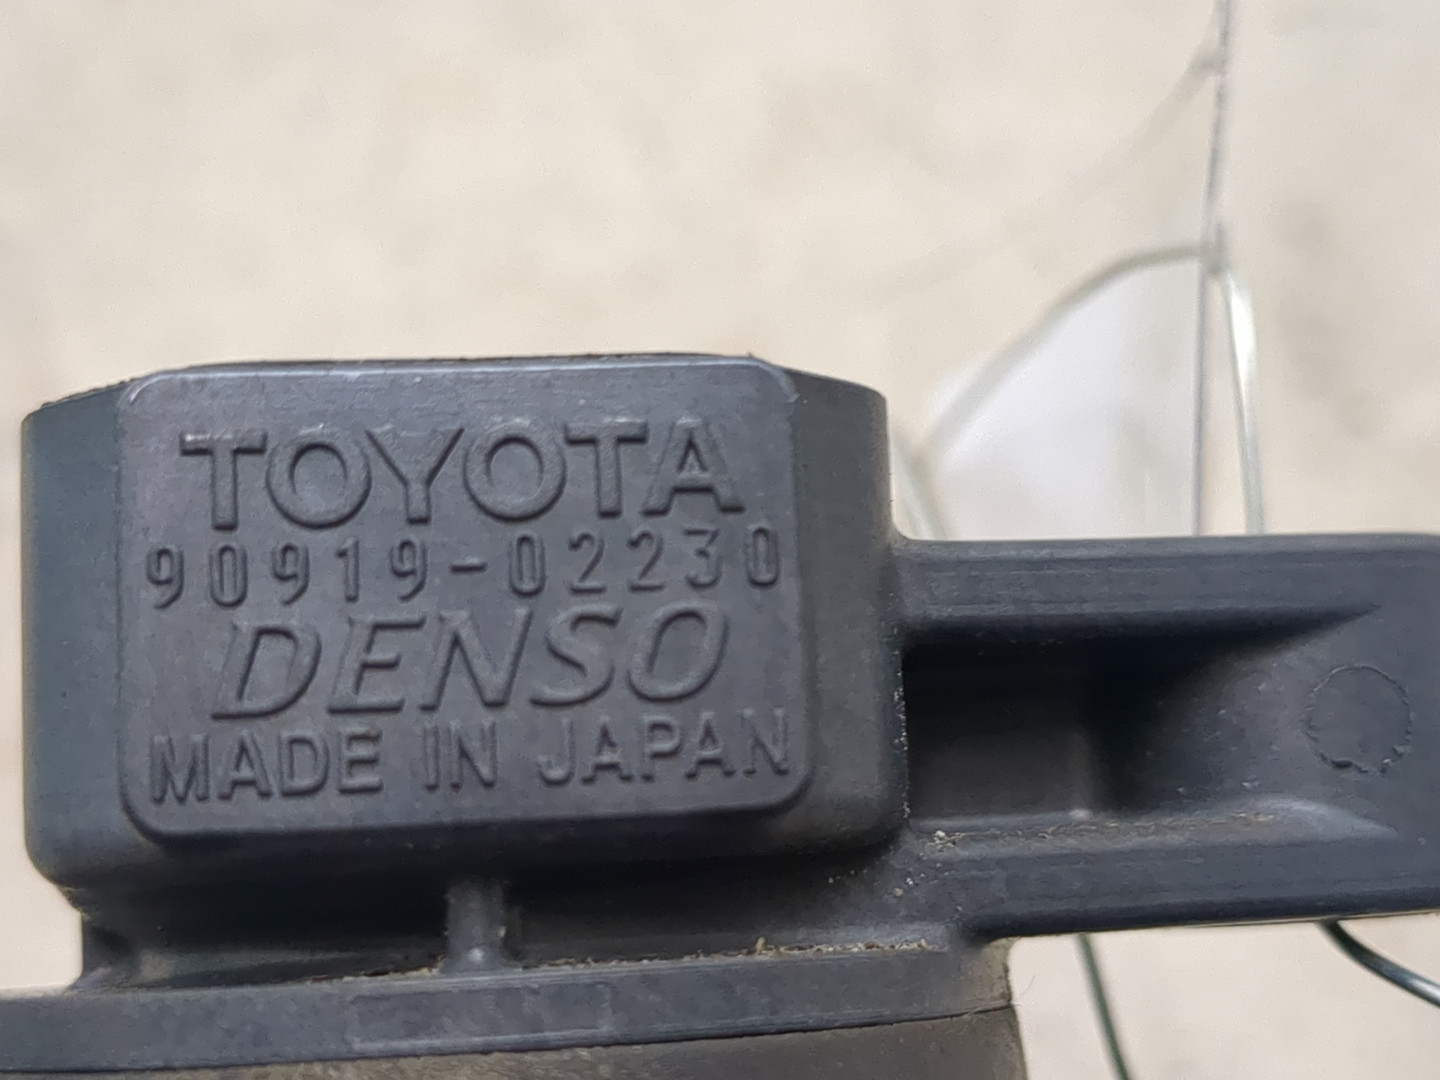 TOYOTA
90919-02230
DENSO
MADE IN JAPAN